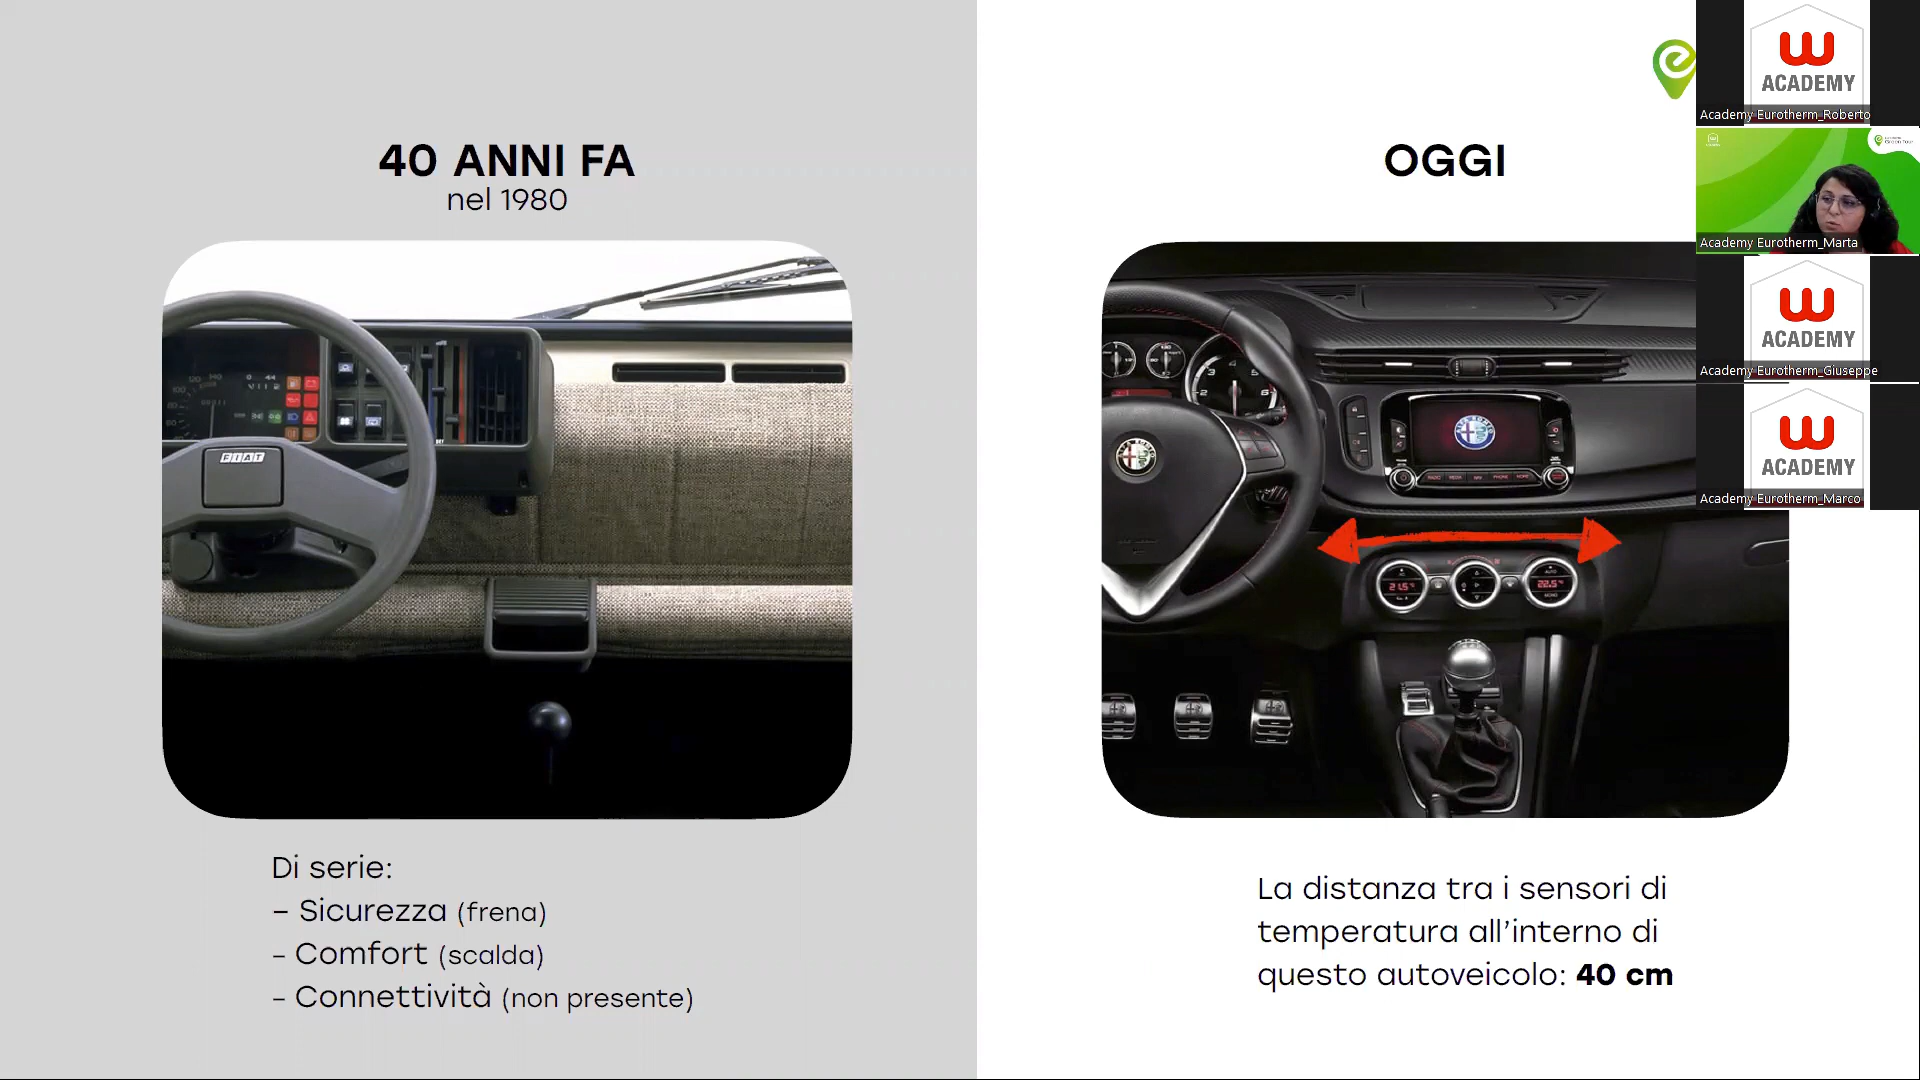 40 ANNI FA
nel 1980
FIAT
Di serie:
– Sicurezza (frena)
– Comfort (scalda)
– Connettività (non presente)
OGGI
La distanza tra i sensori di
temperatura all’interno di
questo autoveicolo: 40 cm
ACADEMY
Academy Eurotherm_Roberto
Academy Eurotherm_Marta
ACADEMY
Academy Eurotherm_Giuseppe
ACADEMY
Academy Eurotherm_Marco